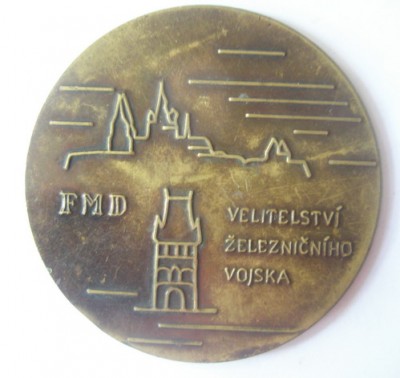 FMD
VELITELSTVÍ
ŽELEZNIČNÍHO
VOJSKA